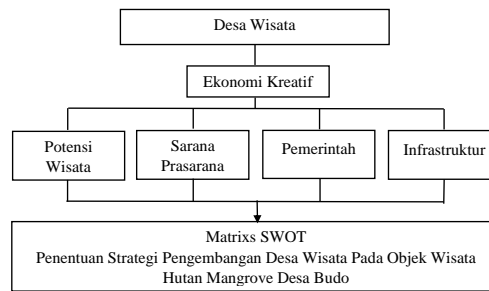 Desa Wisata
Ekonomi Kreatif
Potensi
Wisata
Sarana
Prasarana
Pemerintah
Infrastruktur
Matrixs SWOT
Penentuan Strategi Pengembangan Desa Wisata Pada Objek Wisata
Hutan Mangrove Desa Budo